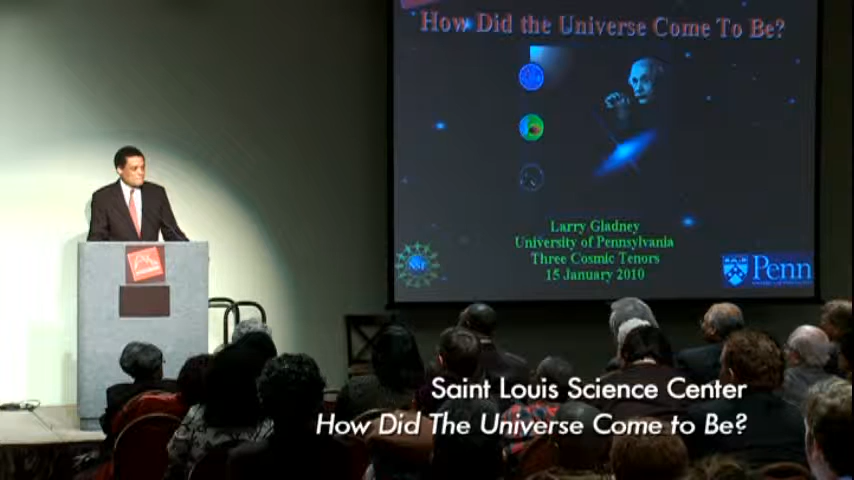 How Did the Universe Come To Be?
Larry Gladney
University of Pennsylvania
Three Cosmic Tenors
15 January 2010
NSF
Penn
Saint Louis Science Center
How Did The Universe Come to Be?